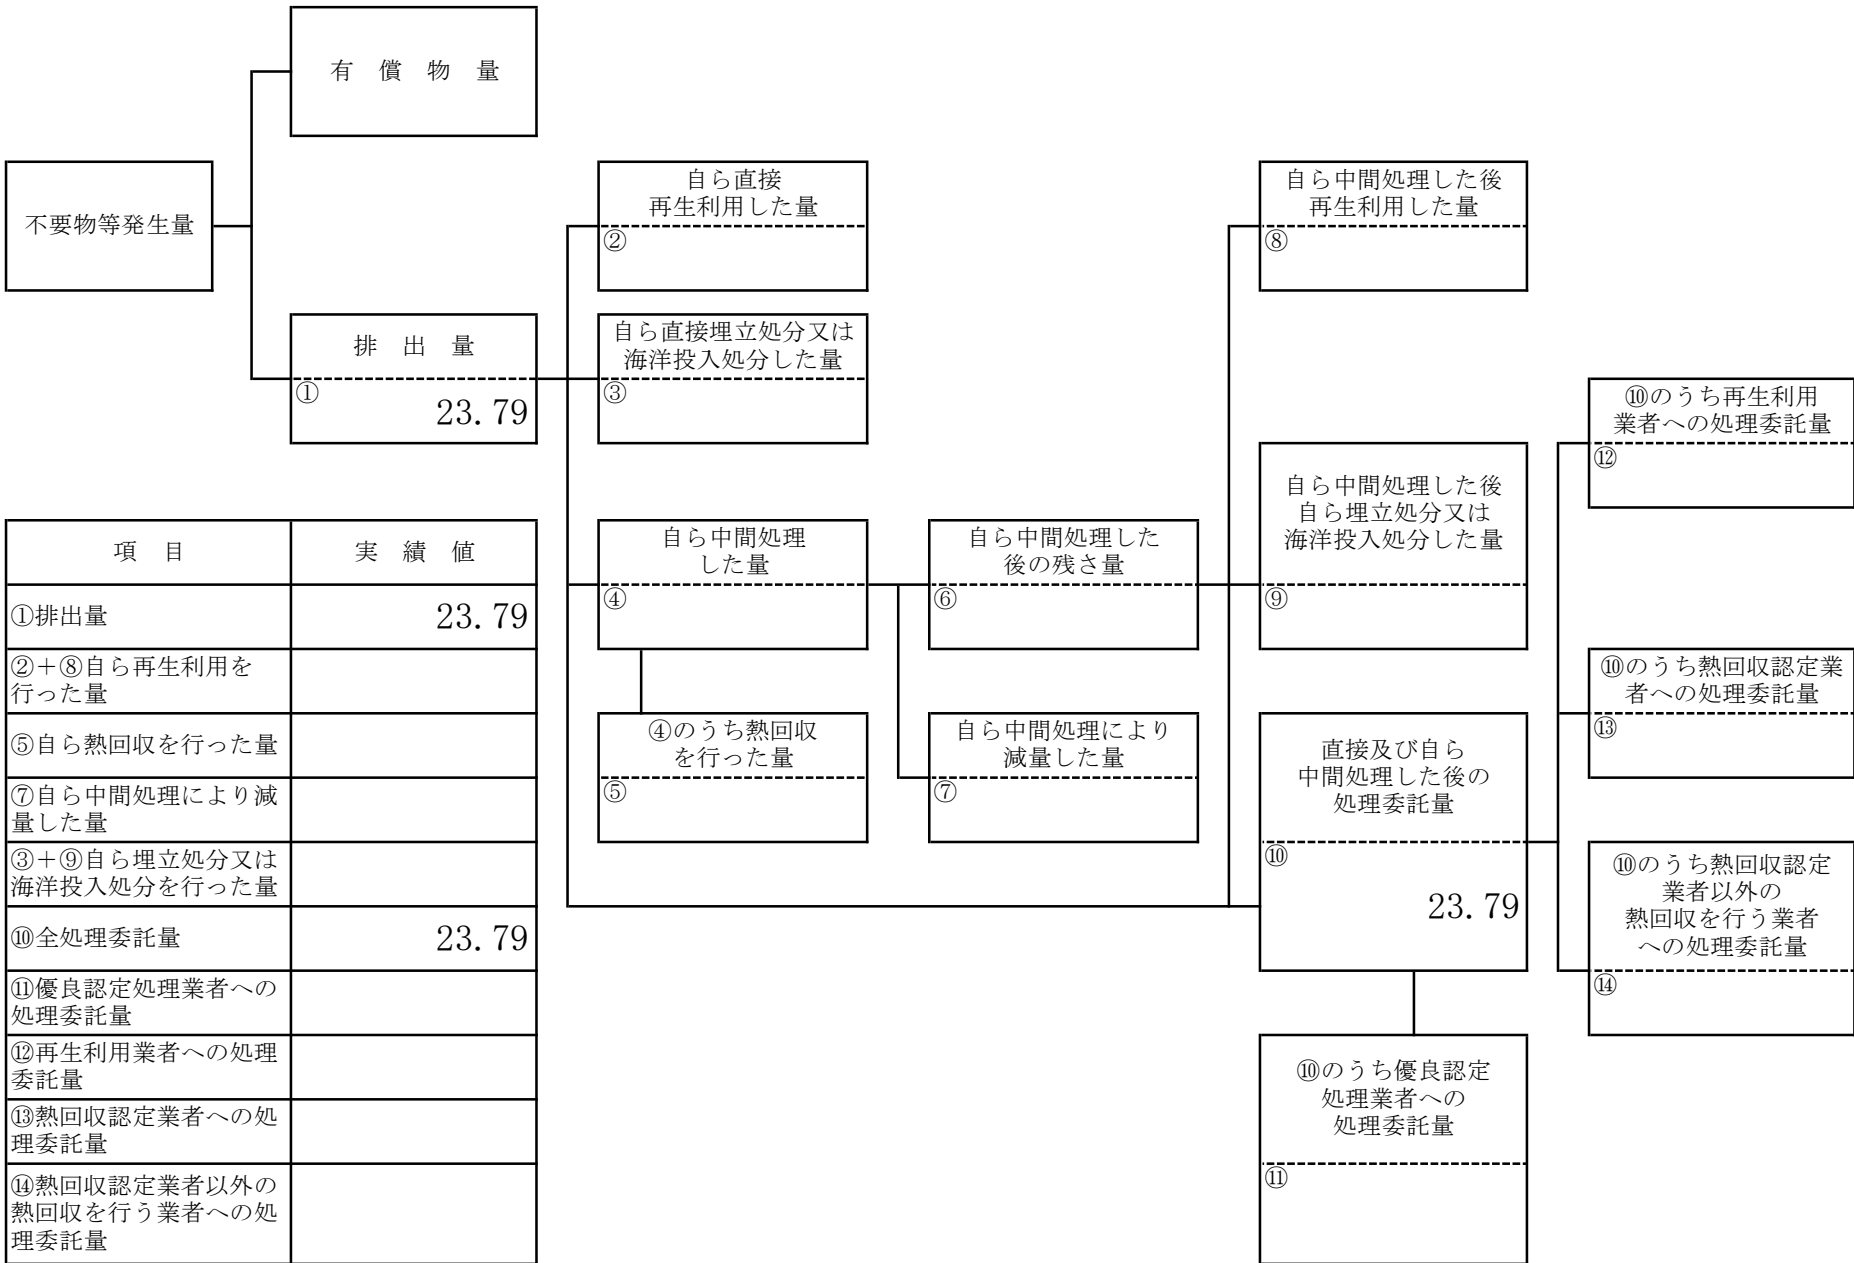 有　償　物　量
不要物等発生量
排　出　量
①
23.79
自ら直接
再生利用した量
②
自ら直接埋立処分又は
海洋投入処分した量
③
自ら中間処理
した量
④
④のうち熱回収
を行った量
⑤
自ら中間処理した
後の残さ量
⑥
自ら中間処理により
減量した量
⑦
自ら中間処理した後
再生利用した量
⑧
自ら中間処理した後
自ら埋立処分又は
海洋投入処分した量
⑨
直接及び自ら
中間処理した後の
処理委託量
⑩
23.79
⑩のうち優良認定
処理業者への
処理委託量
⑪
⑩のうち再生利用
業者への処理委託量
⑫
⑩のうち熱回収認定業
者への処理委託量
⑬
⑩のうち熱回収認定
業者以外の
熱回収を行う業者
への処理委託量
⑭
項　目　実　績　値
①排出量　23.79
②＋⑧自ら再生利用を
行った量
⑤自ら熱回収を行った量
⑦自ら中間処理により減
量した量
③＋⑨自ら埋立処分又は
海洋投入処分を行った量
⑩全処理委託量　23.79
⑪優良認定処理業者への
処理委託量
⑫再生利用業者への処理
委託量
⑬熱回収認定業者への処
理委託量
⑭熱回収認定業者以外の
熱回収を行う業者への処
理委託量